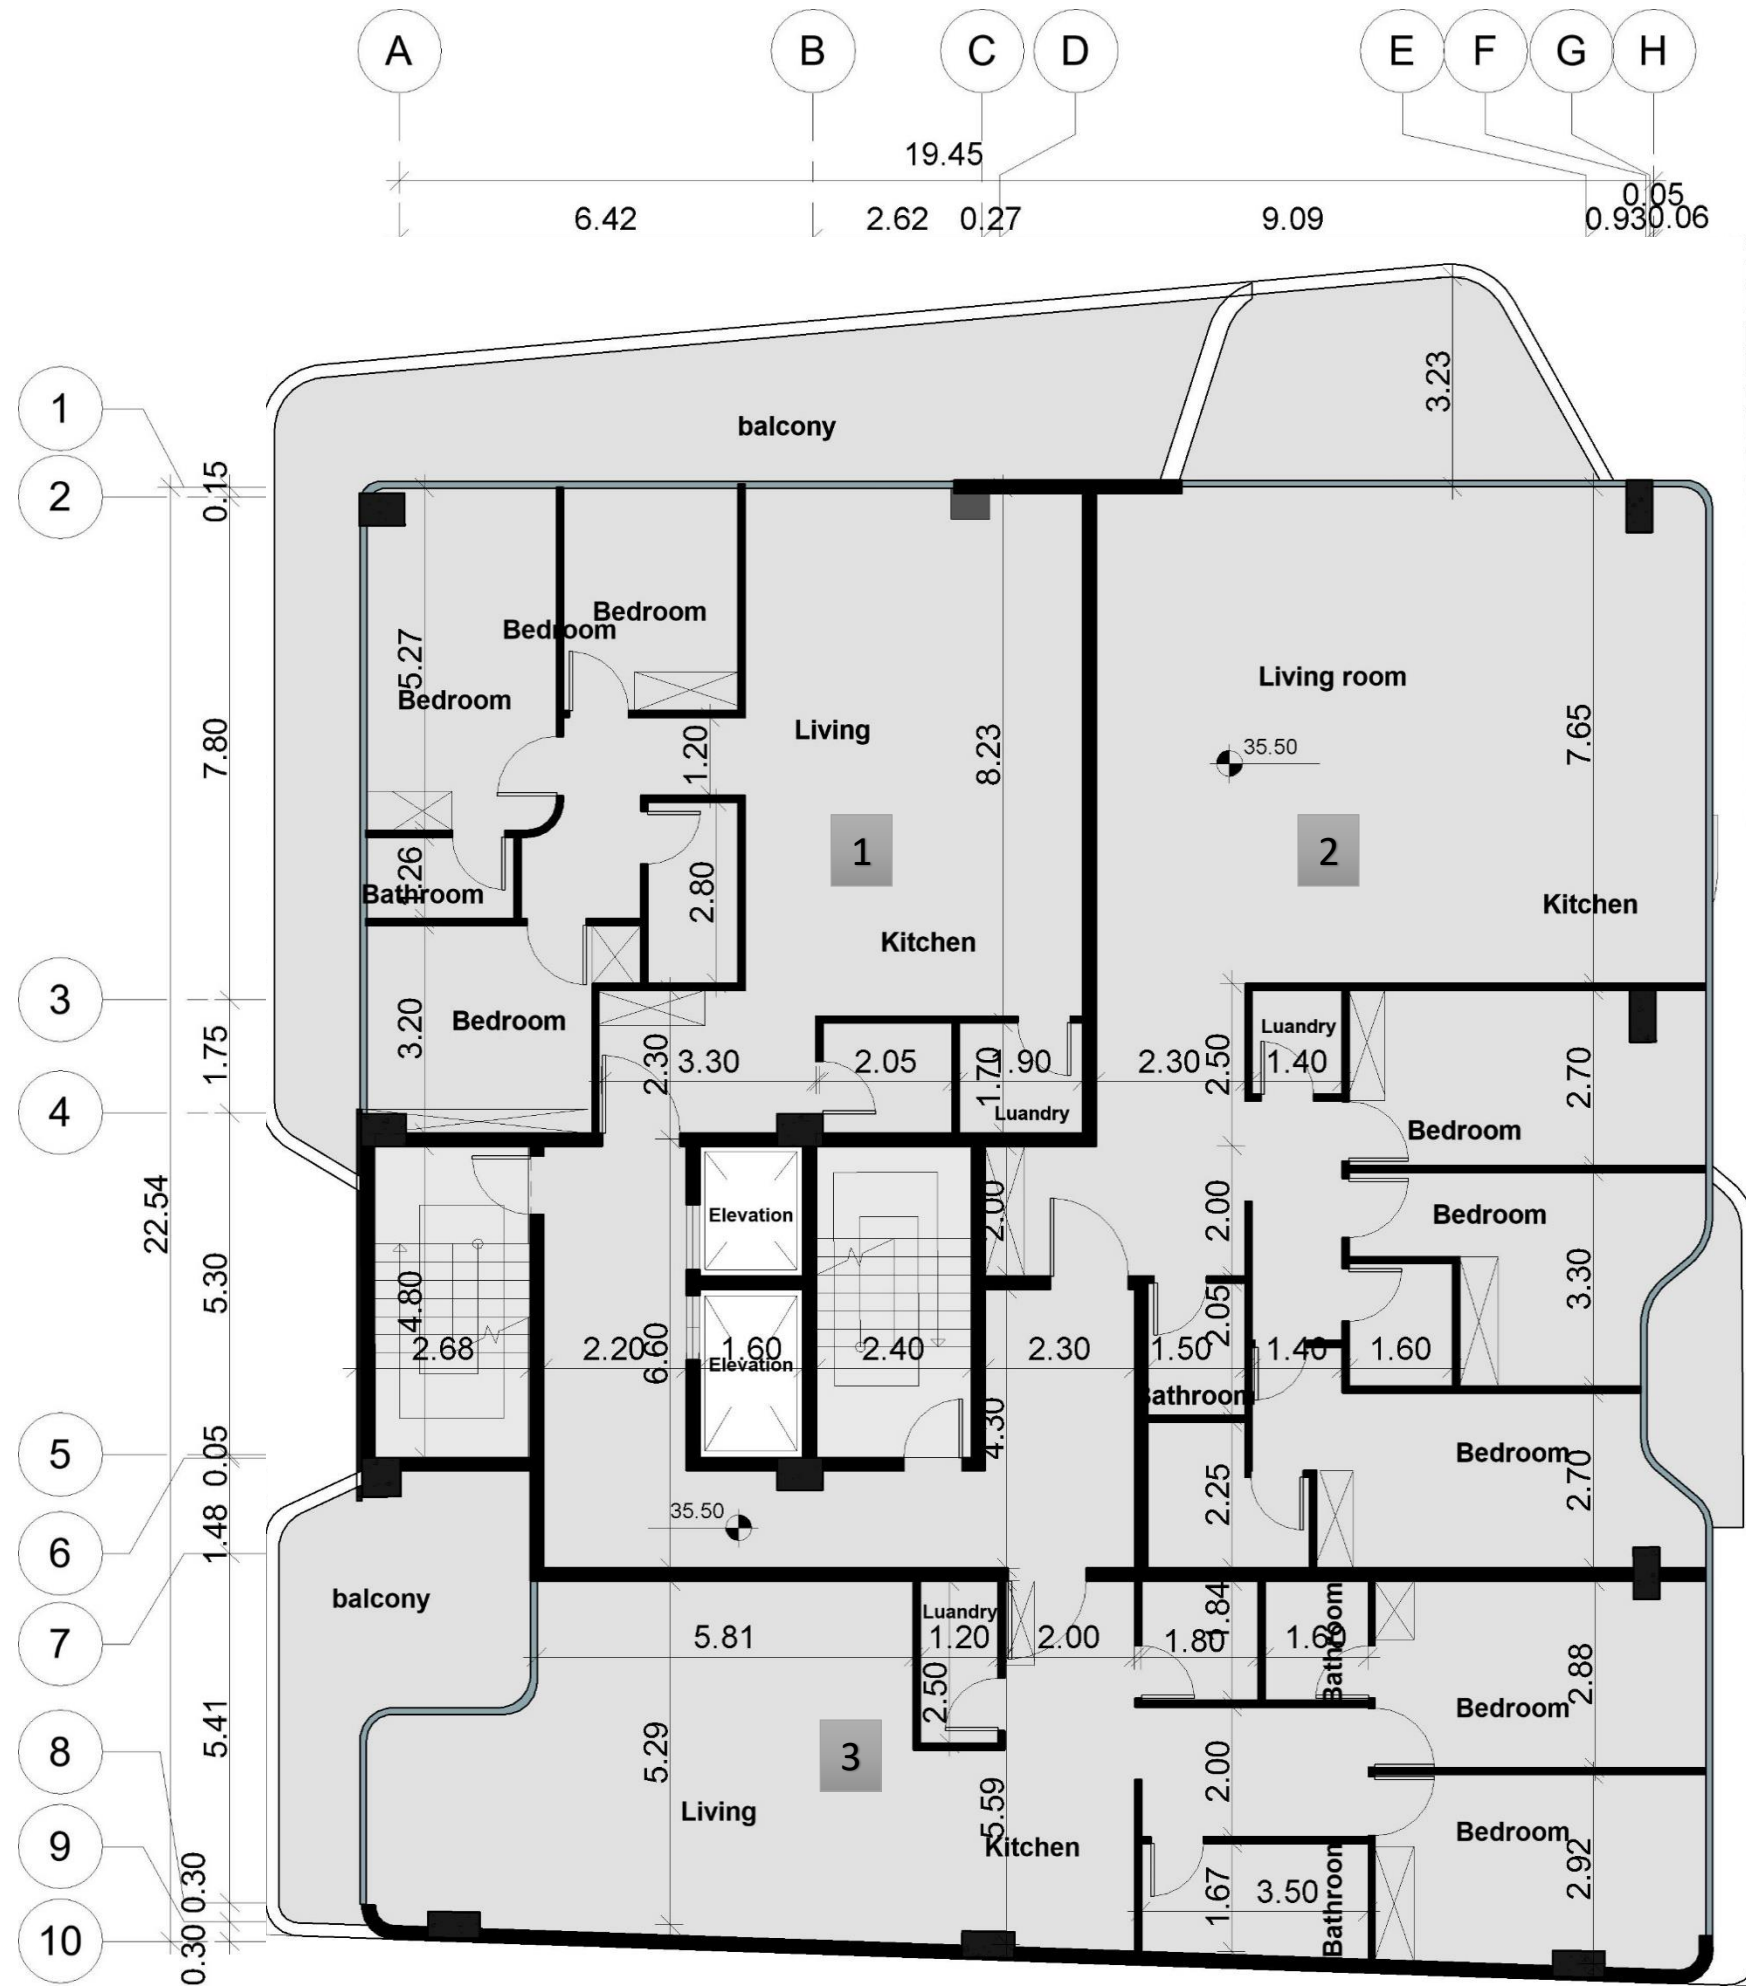 A B C D E F G H
19.45
0.05
6.42 2.62 0.27 9.09 0.93 0.06
3.23
1
balcony
0.15
2
Bedroom
Bedroom
5.27
Bedroom
Living room
Living
7.80
1.20
8.23
7.65
35.50
1
2
1.26
Bathroom
2.80
Kitchen
Kitchen
3
3.20
Bedroom
Luandry
1.75
2.30
3.30
2.05
1.90
1.70
2.30
2.50
1.40
2.70
4
Luandry
Bedroom
22.54
Elevation
2.00
2.00
Bedroom
5.30
4.80
2.05
3.30
2.68
2.20
6.60
1.60
Elevation
2.40
2.30
1.50
1.40
1.60
Bathroom
4.30
5
0.05
Bedroom
2.70
2.25
35.50
6
1.48
balcony
Luandry
1.84
Bathroom
7
5.81
1.20
2.00
1.80
1.60
2.50
2.88
Bedroom
5.41
8
5.29
3
2.00
Living
5.59
Kitchen
Bedroom
9
0.30
1.67
3.50
Bathroom
2.92
10
0.30